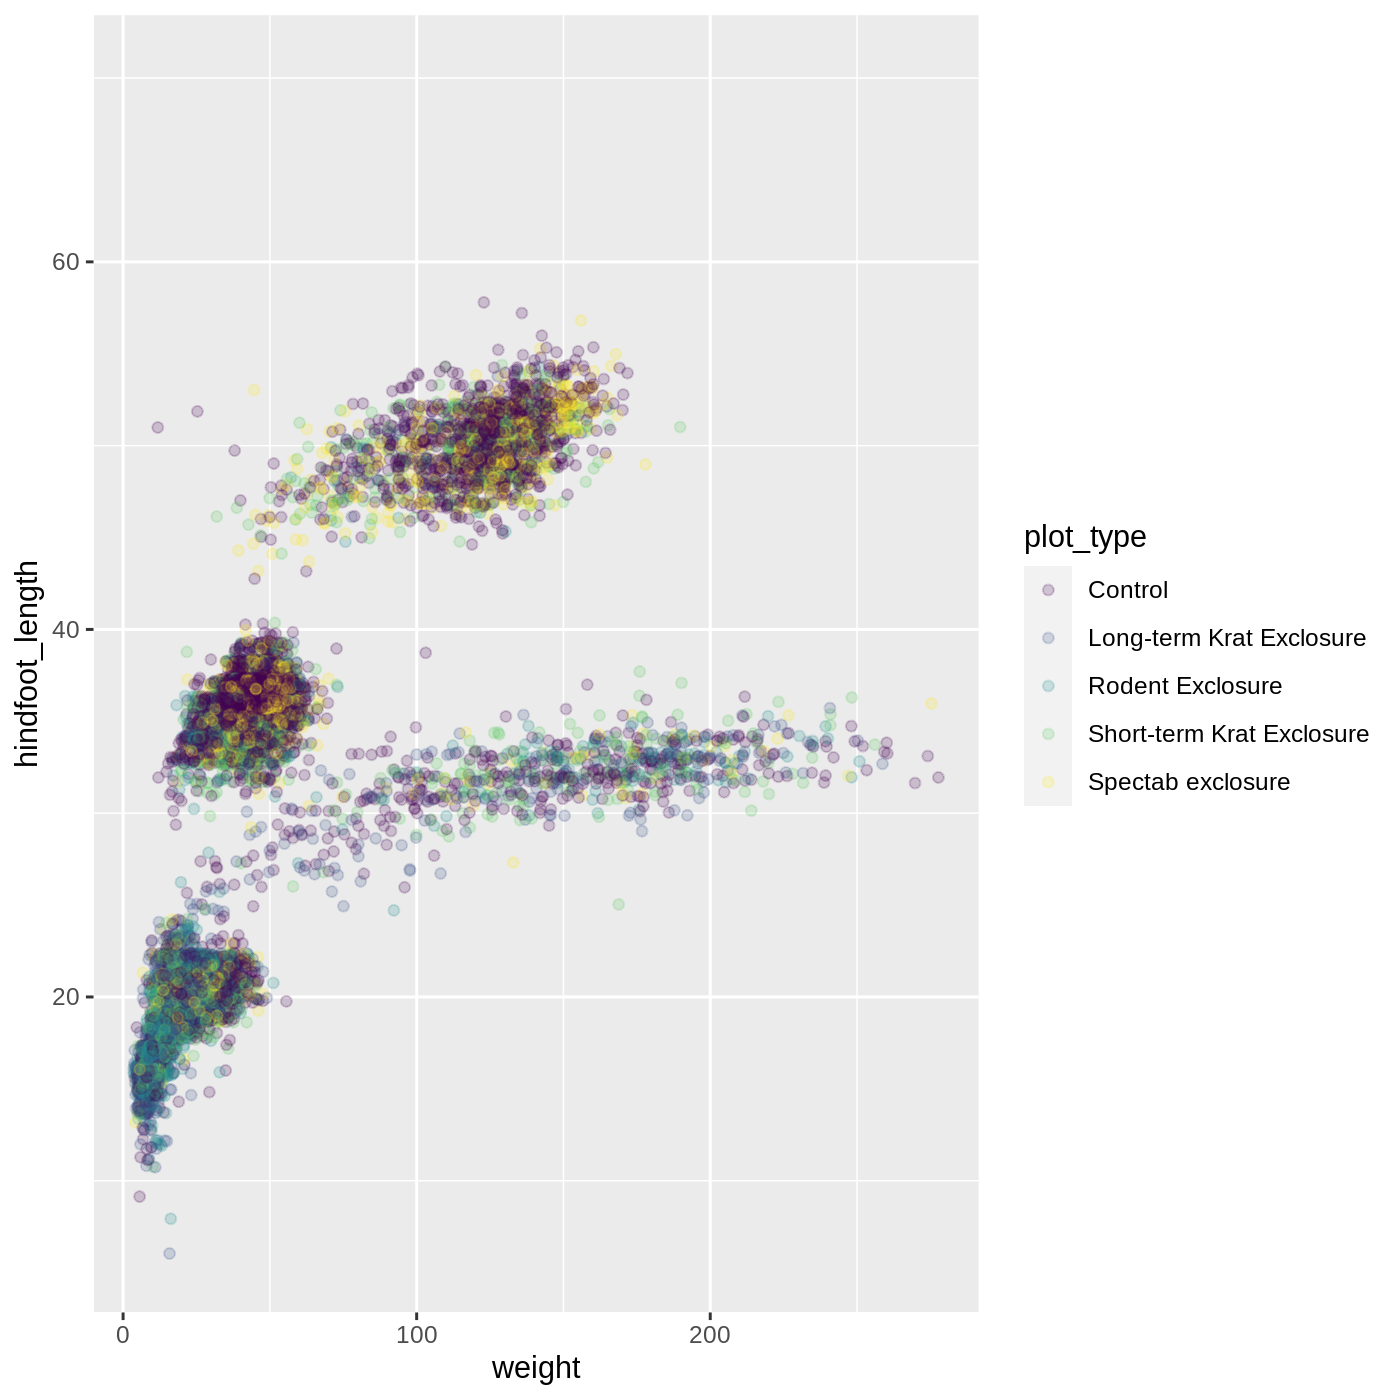 60
40
20
0
100
200
weight
hindfoot_length
plot_type
Control
Long-term Krat Exclosure
Rodent Exclosure
Short-term Krat Exclosure
Spectab exclosure